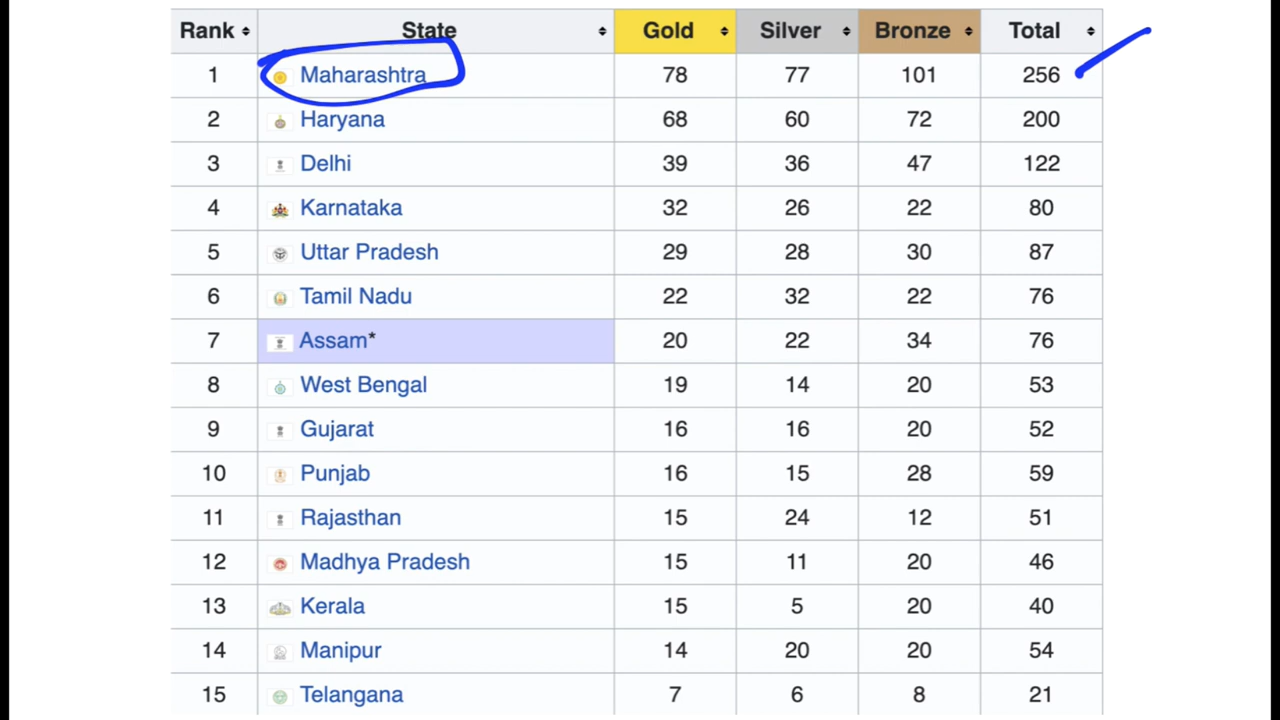 Rank State Gold Silver Bronze Total
1 Maharashtra 78 77 101 256
2 Haryana 68 60 72 200
3 Delhi 39 36 47 122
4 Karnataka 32 26 22 80
5 Uttar Pradesh 29 28 30 87
6 Tamil Nadu 22 32 22 76
7 Assam* 20 22 34 76
8 West Bengal 19 14 20 53
9 Gujarat 16 16 20 52
10 Punjab 16 15 28 59
11 Rajasthan 15 24 12 51
12 Madhya Pradesh 15 11 20 46
13 Kerala 15 5 20 40
14 Manipur 14 20 20 54
15 Telangana 7 6 8 21